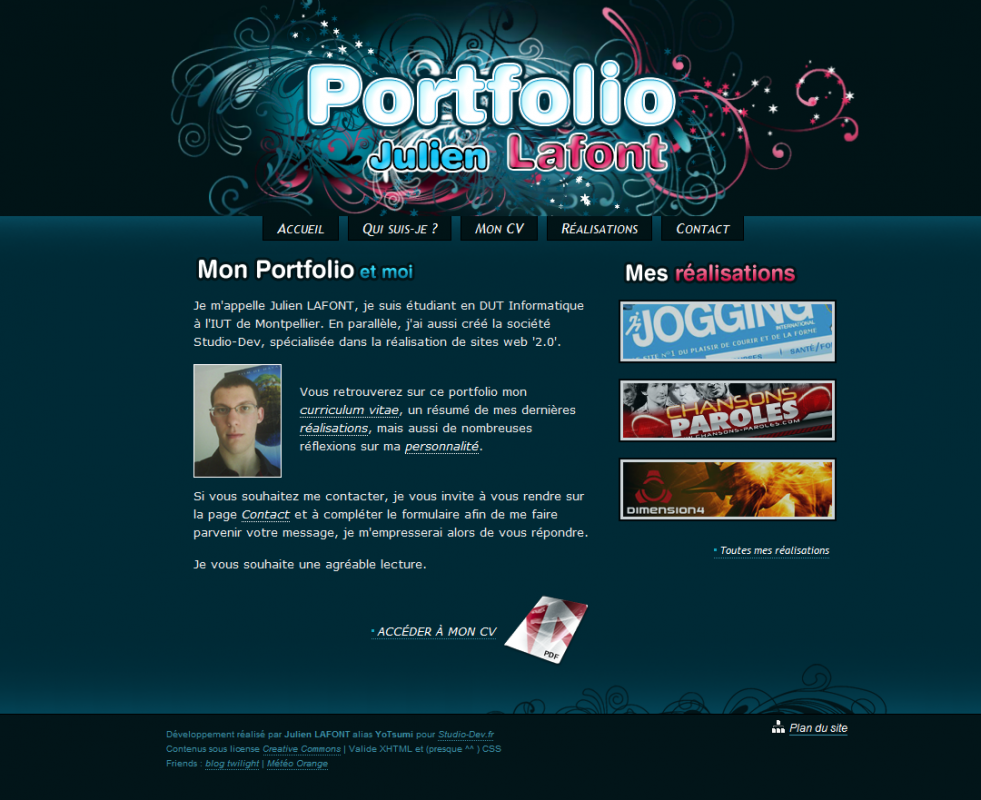 Portfolio
Julien Lafont
Accueil
Qui suis-je ?
Mon CV
Réalisations
Contact
Mon Portfolio et moi
Je m'appelle Julien LAFONT, je suis étudiant en DUT Informatique
à l'IUT de Montpellier. En parallèle, j'ai aussi créé la société
Studio-Dev, spécialisée dans la réalisation de sites web '2.0'.
Vous retrouverez sur ce portfolio mon
curriculum vitae, un résumé de mes dernières
réalisations, mais aussi de nombreuses
réflexions sur ma personnalité.
Si vous souhaitez me contacter, je vous invite à vous rendre sur
la page Contact et à compléter le formulaire afin de me faire
parvenir votre message, je m'empresserai alors de vous répondre.
Je vous souhaite une agréable lecture.
ACCÉDER À MON CV
PDF
Mes réalisations
JOGGING
INTERNATIONAL
SITE N°1 DU PLAISIR DE COURIR ET DE LA FORME
SANTÉ/FO
CHANSONS
PAROLES
CHANSONS-PAROLES.COM
DIMENSION4
Toutes mes réalisations
Développement réalisé par Julien LAFONT alias YoTsumi pour Studio-Dev.fr
Contenus sous license Creative Commons | Valide XHTML et (presque ^^ ) CSS
Friends : blog twilight | Météo Orange
Plan du site